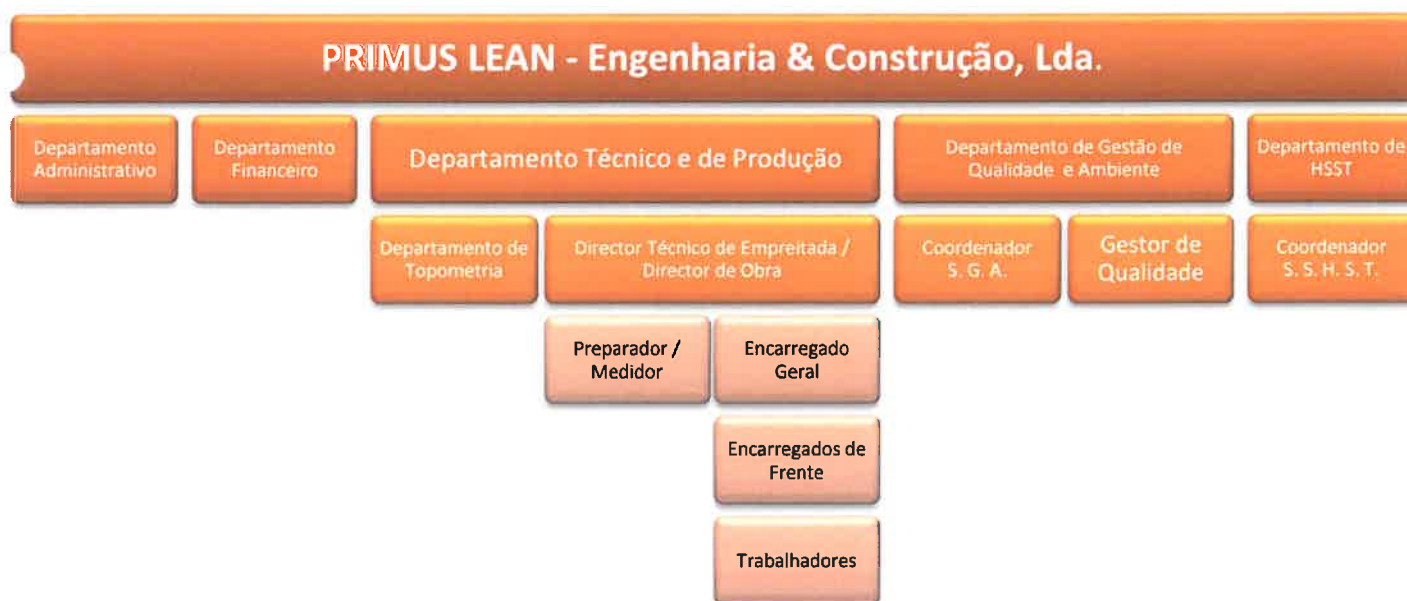 PRIMUS LEAN - Engenharia & Construção, Lda.
Departamento
Administrativo
Departamento
Financeiro
Departamento Técnico e de Produção
Departamento de Gestão de
Qualidade e Ambiente
Departamento de
HSST
Departamento de
Topometria
Director Técnico de Empreitada /
Director de Obra
Coordenador
S. G. A.
Gestor de
Qualidade
Coordenador
S. S. H. S. T.
Preparador /
Medidor
Encarregado
Geral
Encarregados de
Frente
Trabalhadores